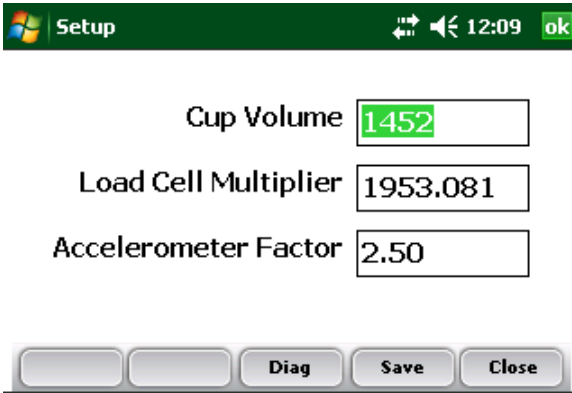 Setup 12:09 ok
Cup Volume 1452
Load Cell Multiplier 1953.081
Accelerometer Factor 2.50
Diag Save Close